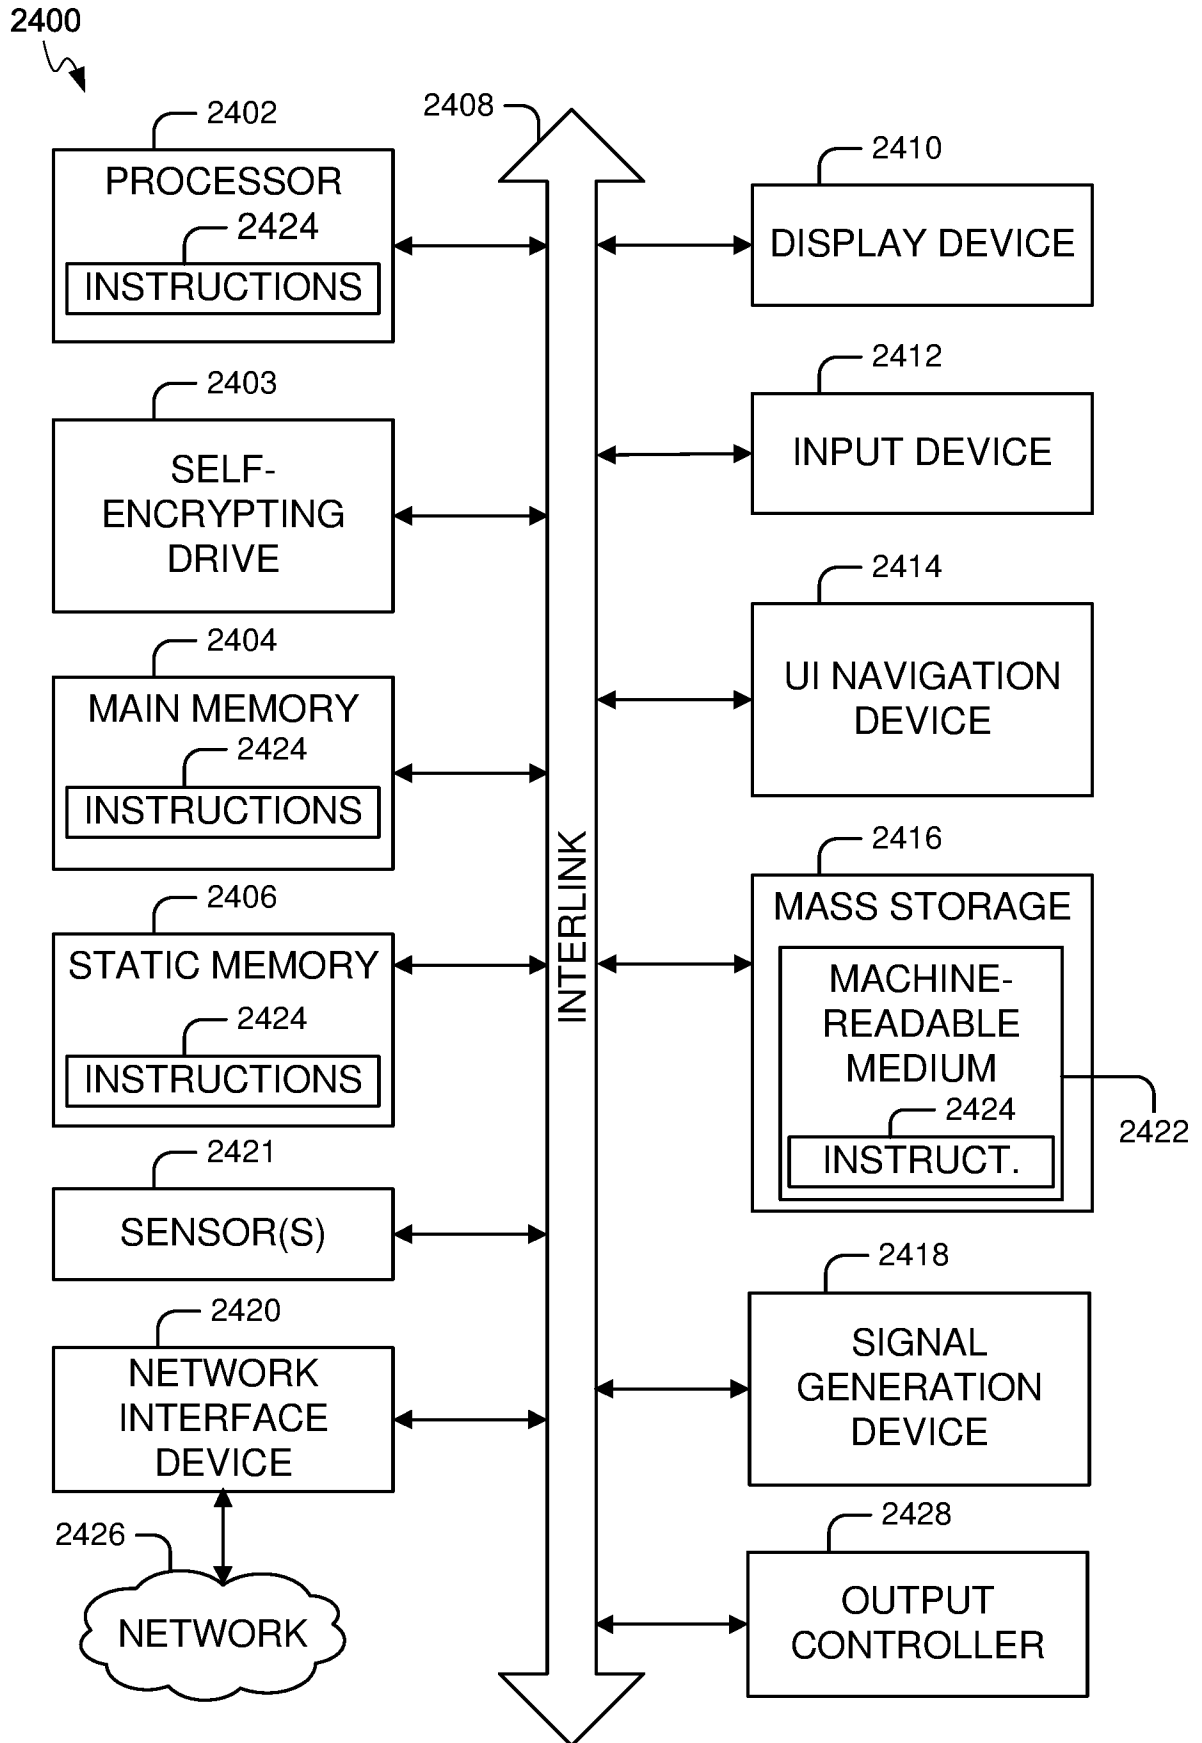 2400
2402
PROCESSOR
2424
INSTRUCTIONS
2403
SELF-
ENCRYPTING
DRIVE
2404
MAIN MEMORY
2424
INSTRUCTIONS
2406
STATIC MEMORY
2424
INSTRUCTIONS
2421
SENSOR(S)
2420
NETWORK
INTERFACE
DEVICE
2426
NETWORK
2408
INTERLINK
2410
DISPLAY DEVICE
2412
INPUT DEVICE
2414
UI NAVIGATION
DEVICE
2416
MASS STORAGE
MACHINE-
READABLE
MEDIUM
2424
INSTRUCT.
2422
2418
SIGNAL
GENERATION
DEVICE
2428
OUTPUT
CONTROLLER